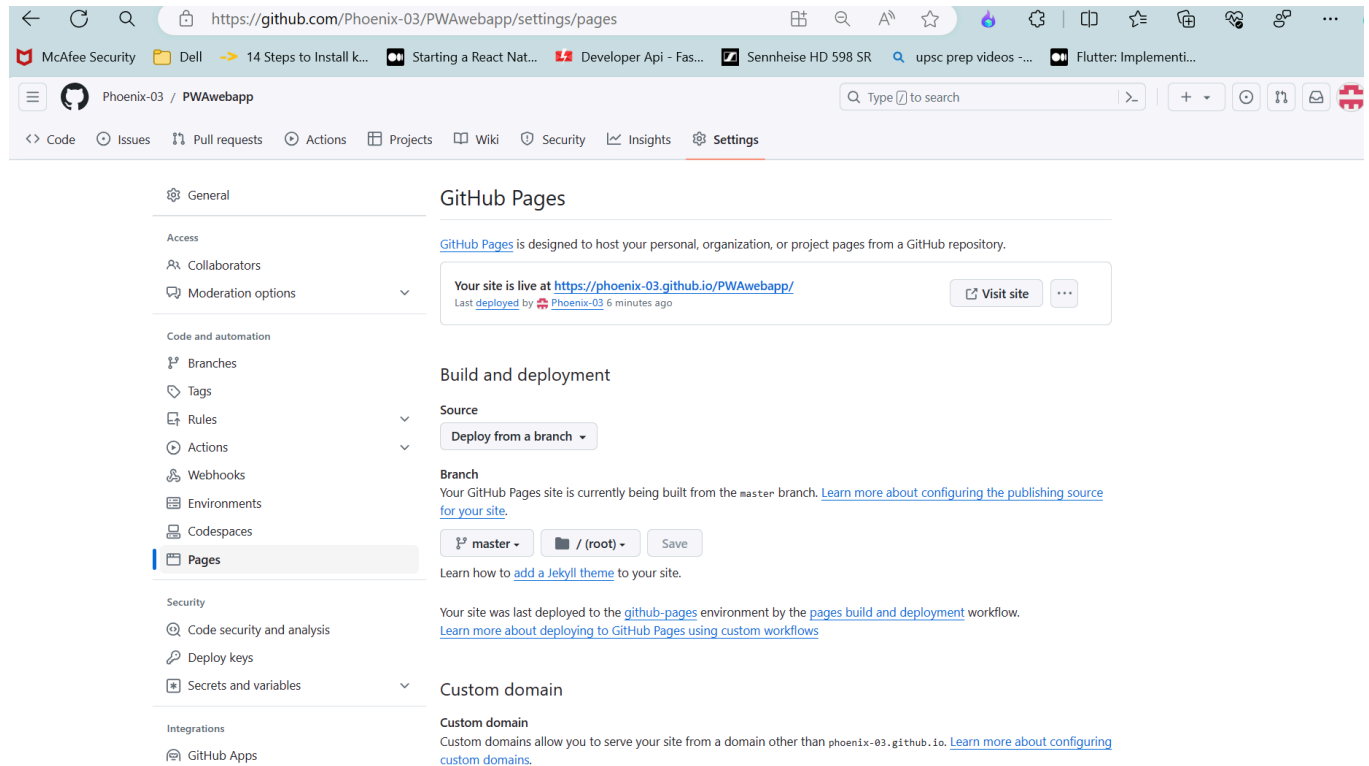 https://github.com/Phoenix-03/PWAwebapp/settings/pages
McAfee Security Dell 14 Steps to Install k... Starting a React Nat... Developer Api - Fas... Sennheise HD 598 SR upsc prep videos -... Flutter: Implementi...
Phoenix-03 / PWAwebapp Type / to search
Code Issues Pull requests Actions Projects Wiki Security Insights Settings
General
Access
Collaborators
Moderation options
Code and automation
Branches
Tags
Rules
Actions
Webhooks
Environments
Codespaces
Pages
Security
Code security and analysis
Deploy keys
Secrets and variables
Integrations
GitHub Apps
GitHub Pages
GitHub Pages is designed to host your personal, organization, or project pages from a GitHub repository.
Your site is live at https://phoenix-03.github.io/PWAwebapp/
Last deployed by Phoenix-03 6 minutes ago
Visit site
Build and deployment
Source
Deploy from a branch
Branch
Your GitHub Pages site is currently being built from the master branch. Learn more about configuring the publishing source
for your site.
master / (root) Save
Learn how to add a Jekyll theme to your site.
Your site was last deployed to the github-pages environment by the pages build and deployment workflow.
Learn more about deploying to GitHub Pages using custom workflows
Custom domain
Custom domain
Custom domains allow you to serve your site from a domain other than phoenix-03.github.io. Learn more about configuring
custom domains.